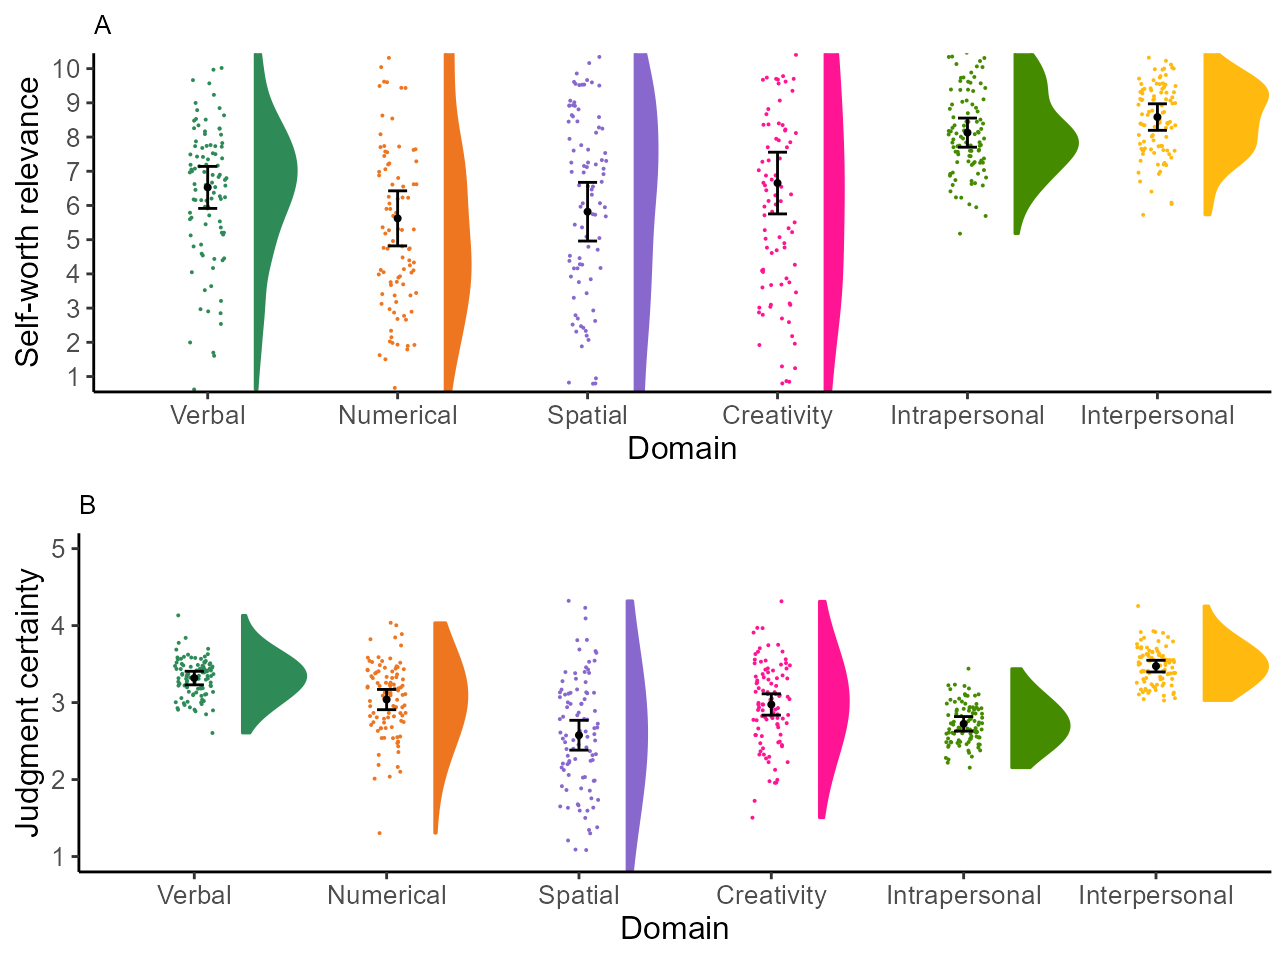 A
Self-worth relevance
10
9
8
7
6
5
4
3
2
1
Verbal Numerical Spatial Creativity Intrapersonal Interpersonal
Domain
B
Judgment certainty
5
4
3
2
1
Verbal Numerical Spatial Creativity Intrapersonal Interpersonal
Domain